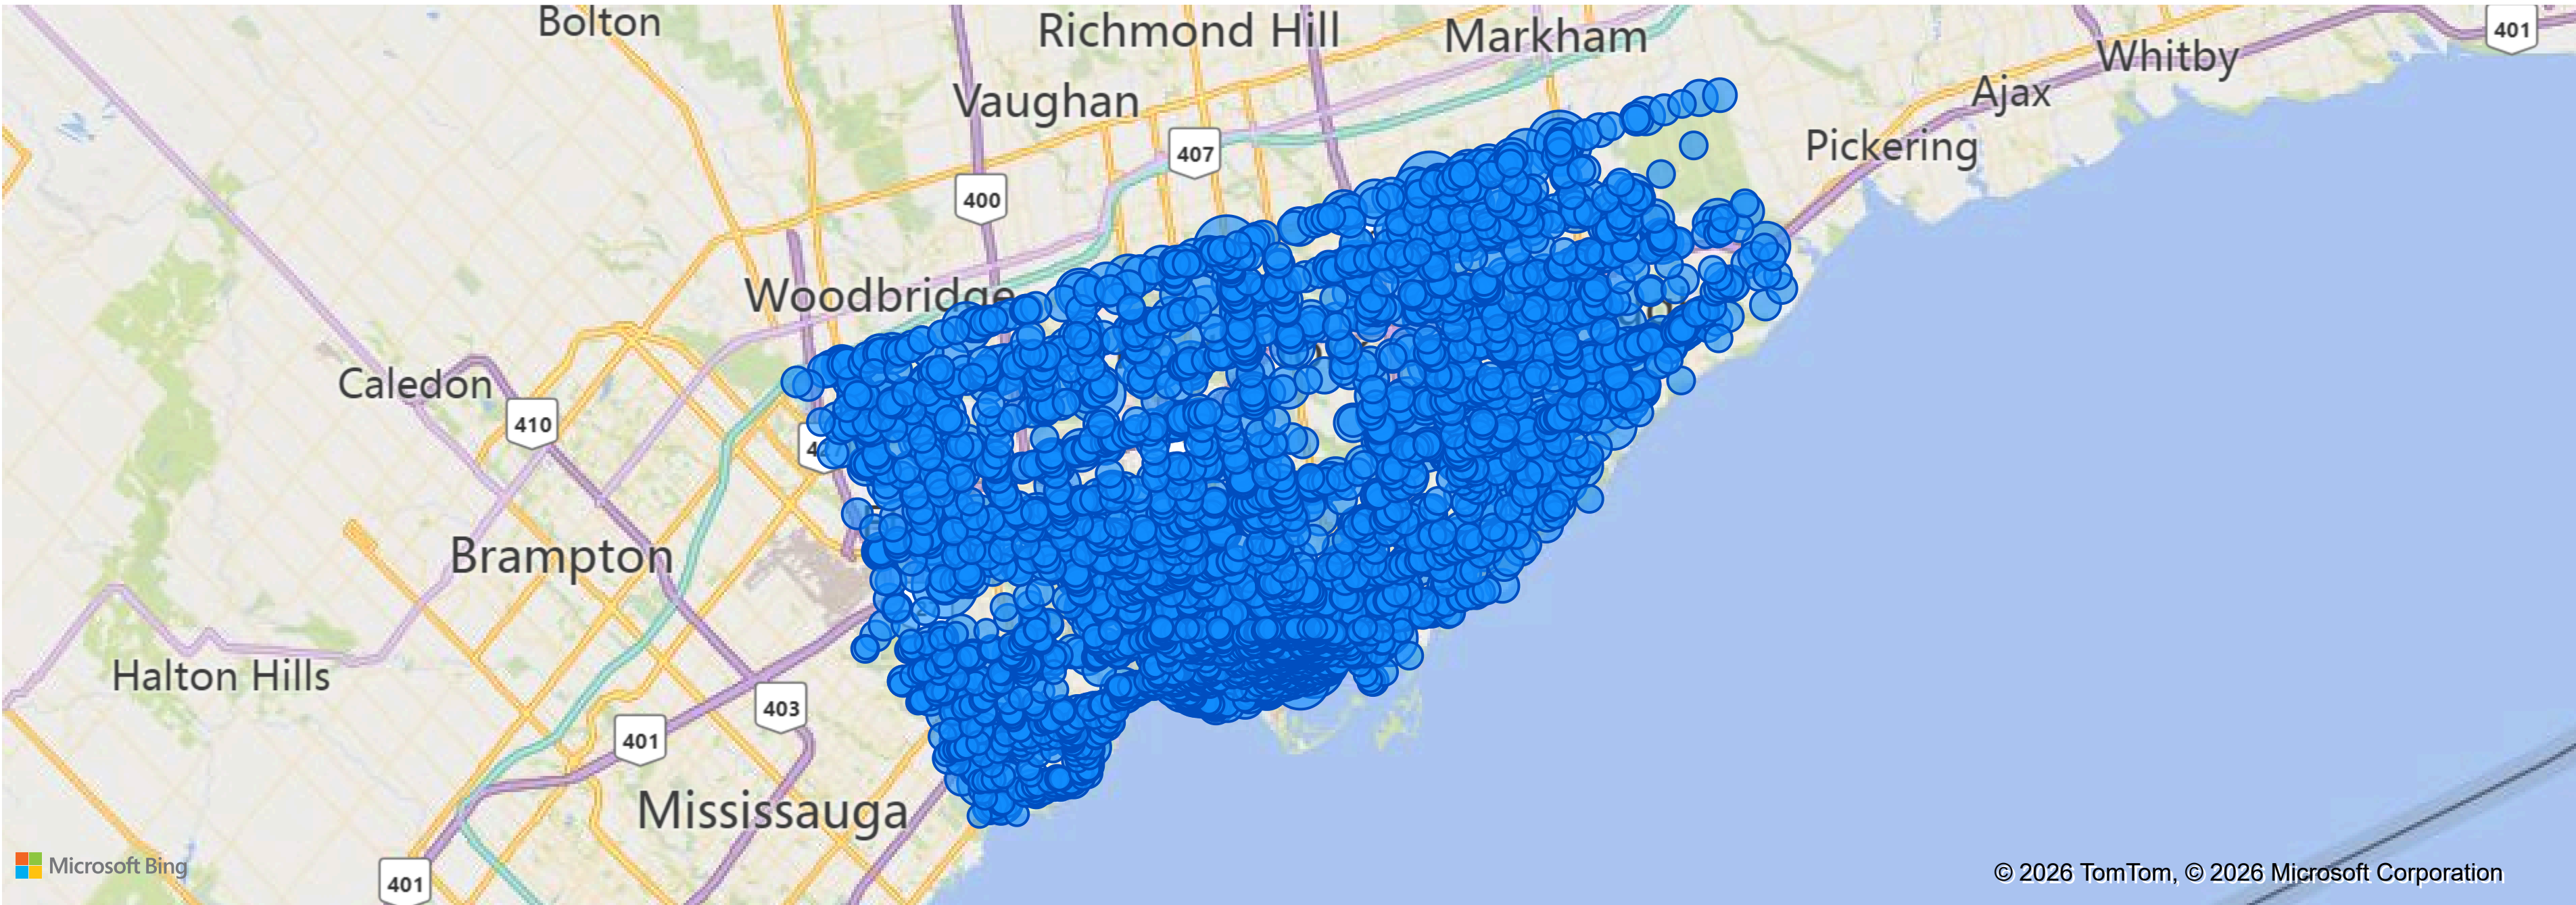 Bolton
Richmond Hill
Markham
401
Whitby
Ajax
Vaughan
Pickering
407
400
Woodbridge
Caledon
410
Brampton
Halton Hills
403
401
Mississauga
401
Microsoft Bing
© 2026 TomTom, © 2026 Microsoft Corporation